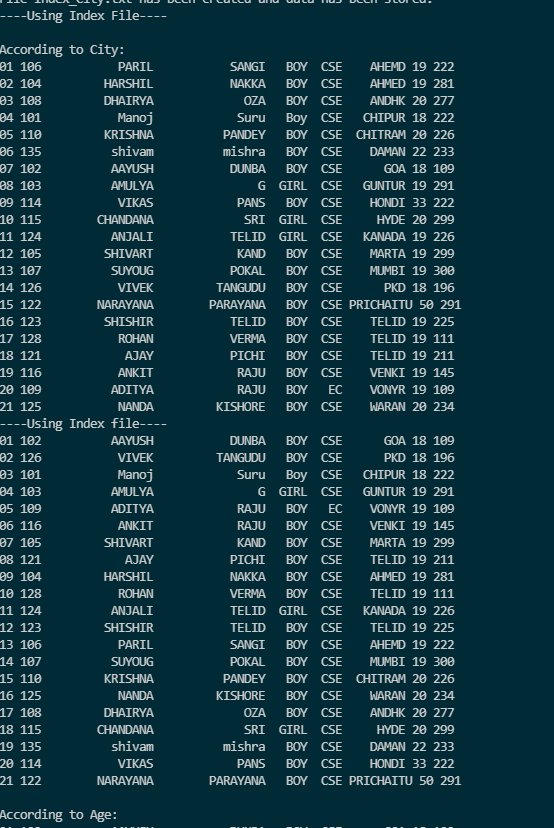 File Index_City.txt has been created and data has been stored.
----Using Index File----
According to City:
01 106 PARIL SANGI BOY CSE AHEMD 19 222
02 104 HARSHIL NAKKA BOY CSE AHMED 19 281
03 108 DHAIRYA OZA BOY CSE ANDHK 20 277
04 101 Manoj Suru Boy CSE CHIPUR 18 222
05 110 KRISHNA PANDEY BOY CSE CHITRAM 20 226
06 135 shivam mishra BOY CSE DAMAN 22 233
07 102 AAYUSH DUNBA BOY CSE GOA 18 109
08 103 AMULYA G GIRL CSE GUNTUR 19 291
09 114 VIKAS PANS BOY CSE HONDI 33 222
10 115 CHANDANA SRI GIRL CSE HYDE 20 299
11 124 ANJALI TELID GIRL CSE KANADA 19 226
12 105 SHIVART KAND BOY CSE MARTA 19 299
13 107 SUYOUG POKAL BOY CSE MUMBI 19 300
14 126 VIVEK TANGUDU BOY CSE PKD 18 196
15 122 NARAYANA PARAYANA BOY CSE PRICHAITU 50 291
16 123 SHISHIR TELID BOY CSE TELID 19 225
17 128 ROHAN VERMA BOY CSE TELID 19 111
18 121 AJAY PICHI BOY CSE TELID 19 211
19 116 ANKIT RAJU BOY CSE VENKI 19 145
20 109 ADITYA RAJU BOY EC VONYR 19 109
21 125 NANDA KISHORE BOY CSE WARAN 20 234
----Using Index file----
01 102 AAYUSH DUNBA BOY CSE GOA 18 109
02 126 VIVEK TANGUDU BOY CSE PKD 18 196
03 101 Manoj Suru Boy CSE CHIPUR 18 222
04 103 AMULYA G GIRL CSE GUNTUR 19 291
05 109 ADITYA RAJU BOY EC VONYR 19 109
06 116 ANKIT RAJU BOY CSE VENKI 19 145
07 105 SHIVART KAND BOY CSE MARTA 19 299
08 121 AJAY PICHI BOY CSE TELID 19 211
09 104 HARSHIL NAKKA BOY CSE AHMED 19 281
10 128 ROHAN VERMA BOY CSE TELID 19 111
11 124 ANJALI TELID GIRL CSE KANADA 19 226
12 123 SHISHIR TELID BOY CSE TELID 19 225
13 106 PARIL SANGI BOY CSE AHEMD 19 222
14 107 SUYOUG POKAL BOY CSE MUMBI 19 300
15 110 KRISHNA PANDEY BOY CSE CHITRAM 20 226
16 125 NANDA KISHORE BOY CSE WARAN 20 234
17 108 DHAIRYA OZA BOY CSE ANDHK 20 277
18 115 CHANDANA SRI GIRL CSE HYDE 20 299
19 135 shivam mishra BOY CSE DAMAN 22 233
20 114 VIKAS PANS BOY CSE HONDI 33 222
21 122 NARAYANA PARAYANA BOY CSE PRICHAITU 50 291
According to Age: